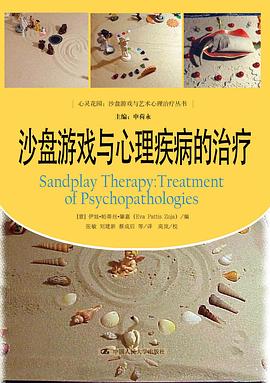 心灵花园：沙盘游戏与艺术心理治疗丛书
主编：申荷永
沙盘游戏与心理疾病的治疗
Sandplay Therapy:Treatment
of Psychopathologies
[意] 伊娃·帕蒂丝·肇嘉 (Eva Pattis Zoja) / 编
张敏 刘建新 蔡成后 等/译 高岚/校
中国人民大学出版社